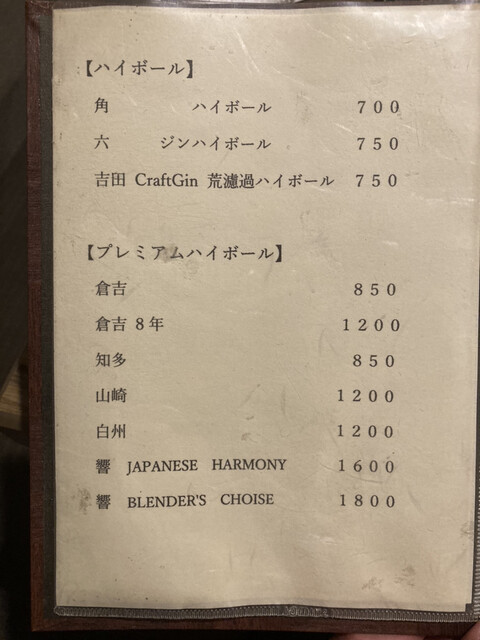 【ハイボール】
角 ハイボール 700
六 ジンハイボール 750
吉田 CraftGin 荒濾過ハイボール 750
【プレミアムハイボール】
倉吉 850
倉吉 8年 1200
知多 850
山崎 1200
白州 1200
響 JAPANESE HARMONY 1600
響 BLENDER'S CHOISE 1800